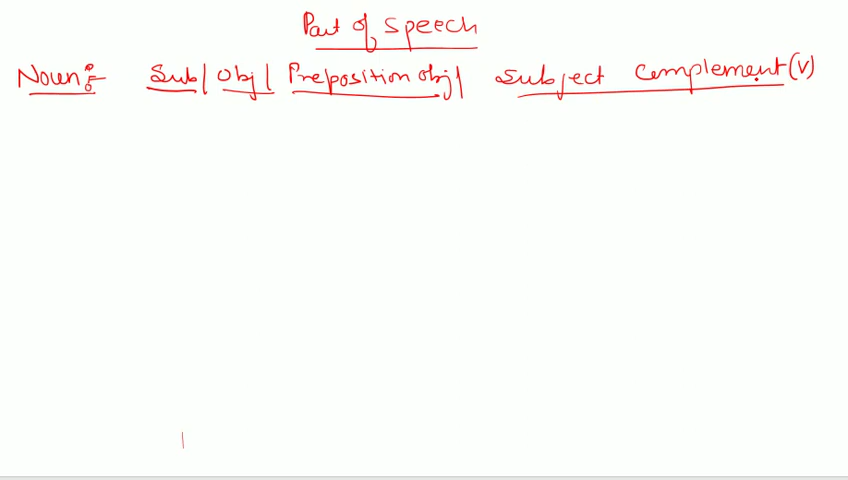 Part of Speech
Noun:- Sub| Obj| Preposition obj| Subject Complement (V)